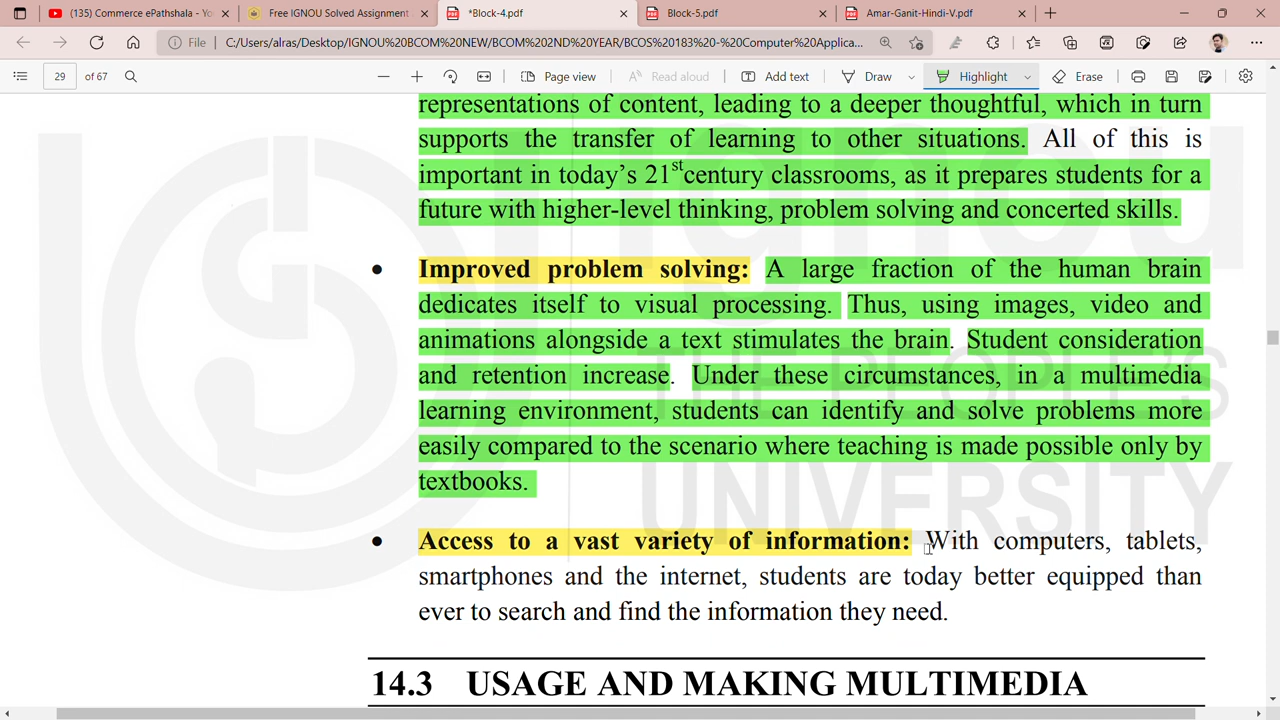 (135) Commerce ePathshala - Yo
Free IGNOU Solved Assignment
*Block-4.pdf
Block-5.pdf
Amar-Ganit-Hindi-V.pdf
File
C:/Users/alras/Desktop/IGNOU%20BCOM%20NEW/BCOM%202ND%20YEAR/BCOS%20183%20-%20Computer%20Applica...
29 of 67
Page view
Read aloud
Add text
Draw
Highlight
Erase
representations of content, leading to a deeper thoughtful, which in turn
supports the transfer of learning to other situations. All of this is
important in today's 21stcentury classrooms, as it prepares students for a
future with higher-level thinking, problem solving and concerted skills.
• Improved problem solving: A large fraction of the human brain
dedicates itself to visual processing. Thus, using images, video and
animations alongside a text stimulates the brain. Student consideration
and retention increase. Under these circumstances, in a multimedia
learning environment, students can identify and solve problems more
easily compared to the scenario where teaching is made possible only by
textbooks.
• Access to a vast variety of information: With computers, tablets,
smartphones and the internet, students are today better equipped than
ever to search and find the information they need.
14.3 USAGE AND MAKING MULTIMEDIA
ignou
THE PEOPLE'S
UNIVERSITY